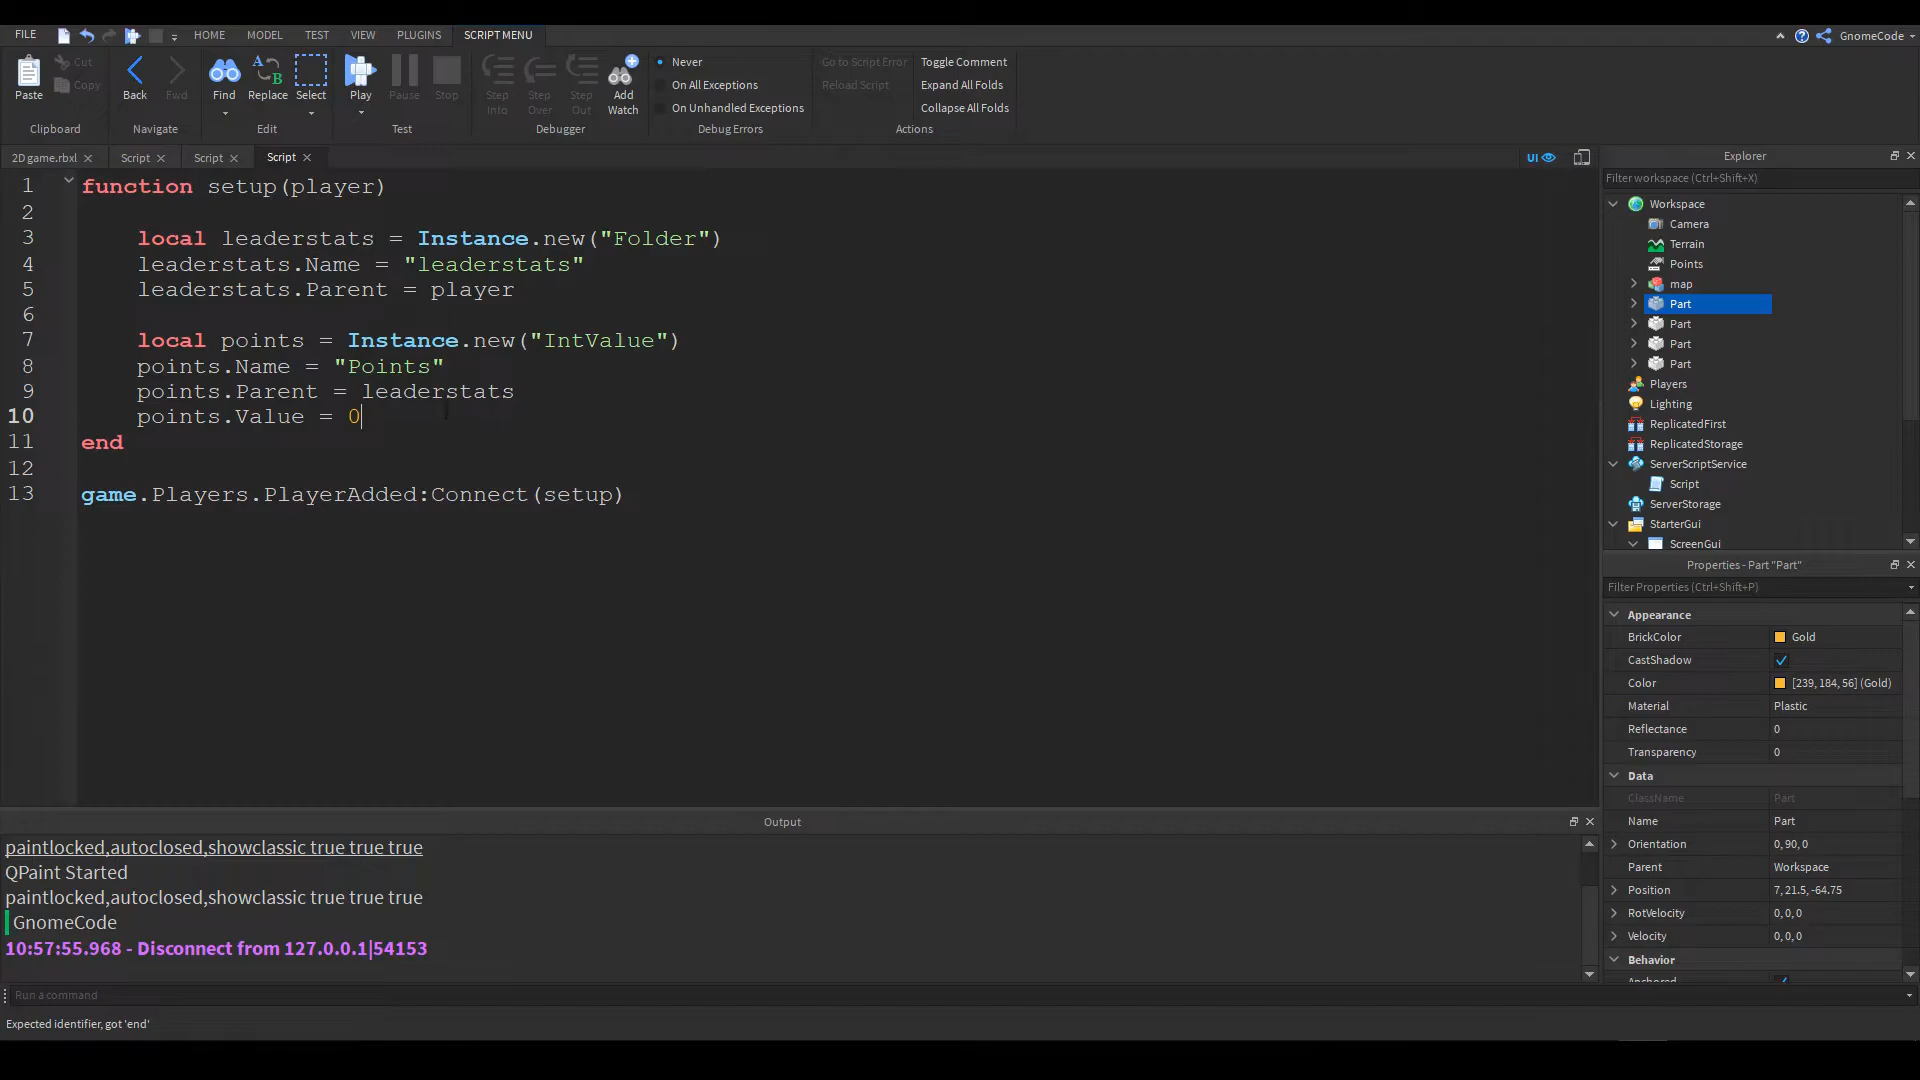 FILE HOME MODEL TEST VIEW PLUGINS SCRIPT MENU GnomeCode
Paste Cut Copy Back Fwd Find Replace Select Play Pause Stop Step Into Step Over Step Out Add Watch
Never
On All Exceptions
On Unhandled Exceptions
Go to Script Error
Reload Script
Toggle Comment
Expand All Folds
Collapse All Folds
Clipboard Navigate Edit Test Debugger Debug Errors Actions
2D game.rbxl Script Script Script UI
1 function setup(player)
2
3 local leaderstats = Instance.new("Folder")
4 leaderstats.Name = "leaderstats"
5 leaderstats.Parent = player
6
7 local points = Instance.new("IntValue")
8 points.Name = "Points"
9 points.Parent = leaderstats
10 points.Value = 0
11 end
12
13 game.Players.PlayerAdded:Connect(setup)
Output
paintlocked,autoclosed,showclassic true true true
QPaint Started
paintlocked,autoclosed,showclassic true true true
GnomeCode
10:57:55.968 - Disconnect from 127.0.0.1|54153
Run a command
Expected identifier, got 'end'
Explorer
Filter workspace (Ctrl+Shift+X)
Workspace
Camera
Terrain
Points
map
Part
Part
Part
Part
Players
Lighting
ReplicatedFirst
ReplicatedStorage
ServerScriptService
Script
ServerStorage
StarterGui
ScreenGui
Properties - Part "Part"
Filter Properties (Ctrl+Shift+P)
Appearance
BrickColor Gold
CastShadow
Color [239, 184, 56] (Gold)
Material Plastic
Reflectance 0
Transparency 0
Data
ClassName Part
Name Part
Orientation 0, 90, 0
Parent Workspace
Position 7, 21.5, -64.75
RotVelocity 0, 0, 0
Velocity 0, 0, 0
Behavior
Anchored